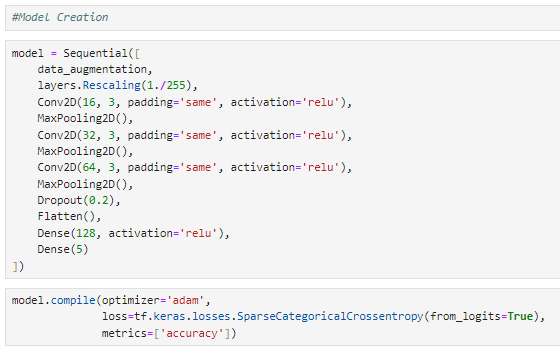 #Model Creation
model = Sequential([
    data_augmentation,
    layers.Rescaling(1./255),
    Conv2D(16, 3, padding='same', activation='relu'),
    MaxPooling2D(),
    Conv2D(32, 3, padding='same', activation='relu'),
    MaxPooling2D(),
    Conv2D(64, 3, padding='same', activation='relu'),
    MaxPooling2D(),
    Dropout(0.2),
    Flatten(),
    Dense(128, activation='relu'),
    Dense(5)
])
model.compile(optimizer='adam',
              loss=tf.keras.losses.SparseCategoricalCrossentropy(from_logits=True),
              metrics=['accuracy'])